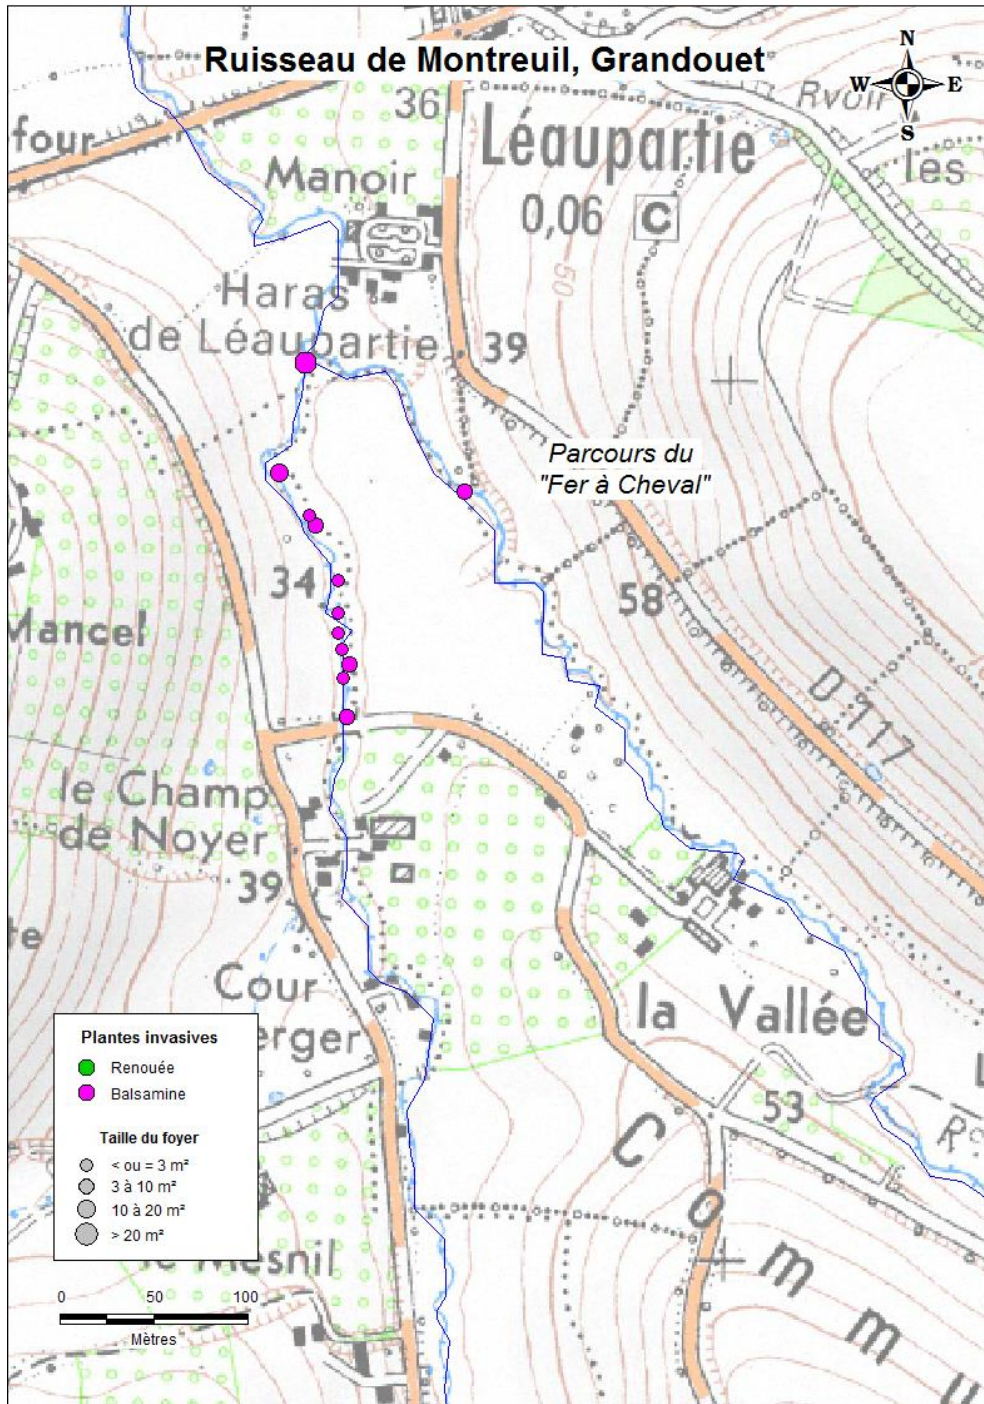 Ruisseau de Montreuil, Grandouet
N
W E
S
36
Rvoir
four
Léaupartie
les
Manoir
0,06 C
50
Haras
de Léaupartie
39
Parcours du
"Fer à Cheval"
34
58
Mancel
D 117
le Champ
de Noyer
39
te
Cour
la Vallée
erger
53
L
C o m m u
Mesnil
Plantes invasives
Renouée
Balsamine
Taille du foyer
< ou = 3 m²
3 à 10 m²
10 à 20 m²
> 20 m²
0 50 100
Mètres